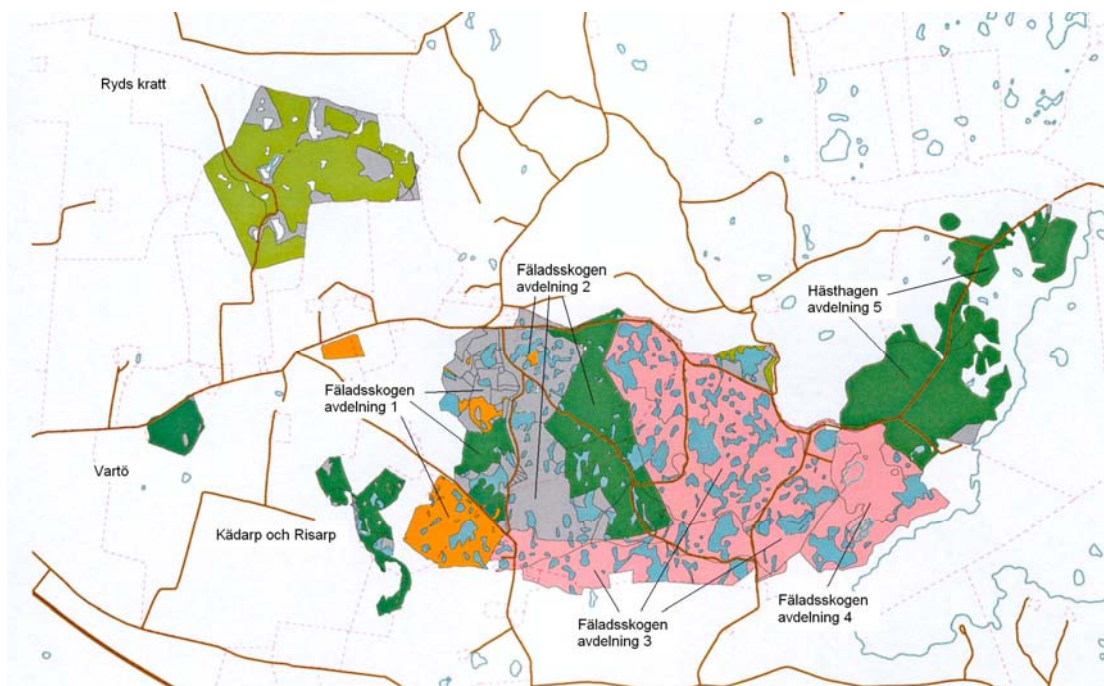 Ryds kratt
Fäladsskogen
avdelning 2
Hästhagen
avdelning 5
Fäladsskogen
avdelning 1
Vartö
Kädarp och Risarp
Fäladsskogen
avdelning 3
Fäladsskogen
avdelning 4